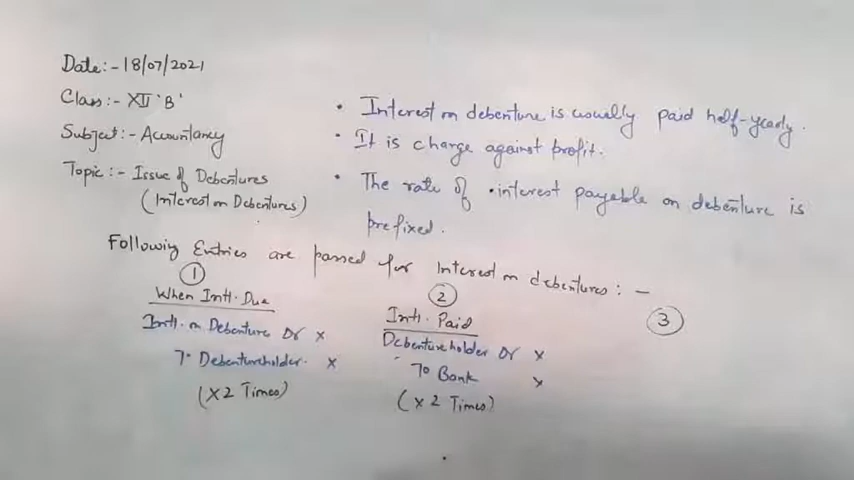 Date:-18/07/2021
Class:- XII 'B'
Subject:- Accountancy
Topic:- Issue of Debentures
(Interest on Debentures)
• Interest on debenture is usually paid half-yearly.
• It is charge against profit.
• The rate of interest payable on debenture is
prefixed.
Following Entries are passed for Interest on debentures: -
1
When Intt. Due
Intt. on Debenture Dr x
To Debentureholder. x
(x2 Times)
2
Intt. Paid
Debentureholder Dr x
To Bank x
(x 2 Times)
3